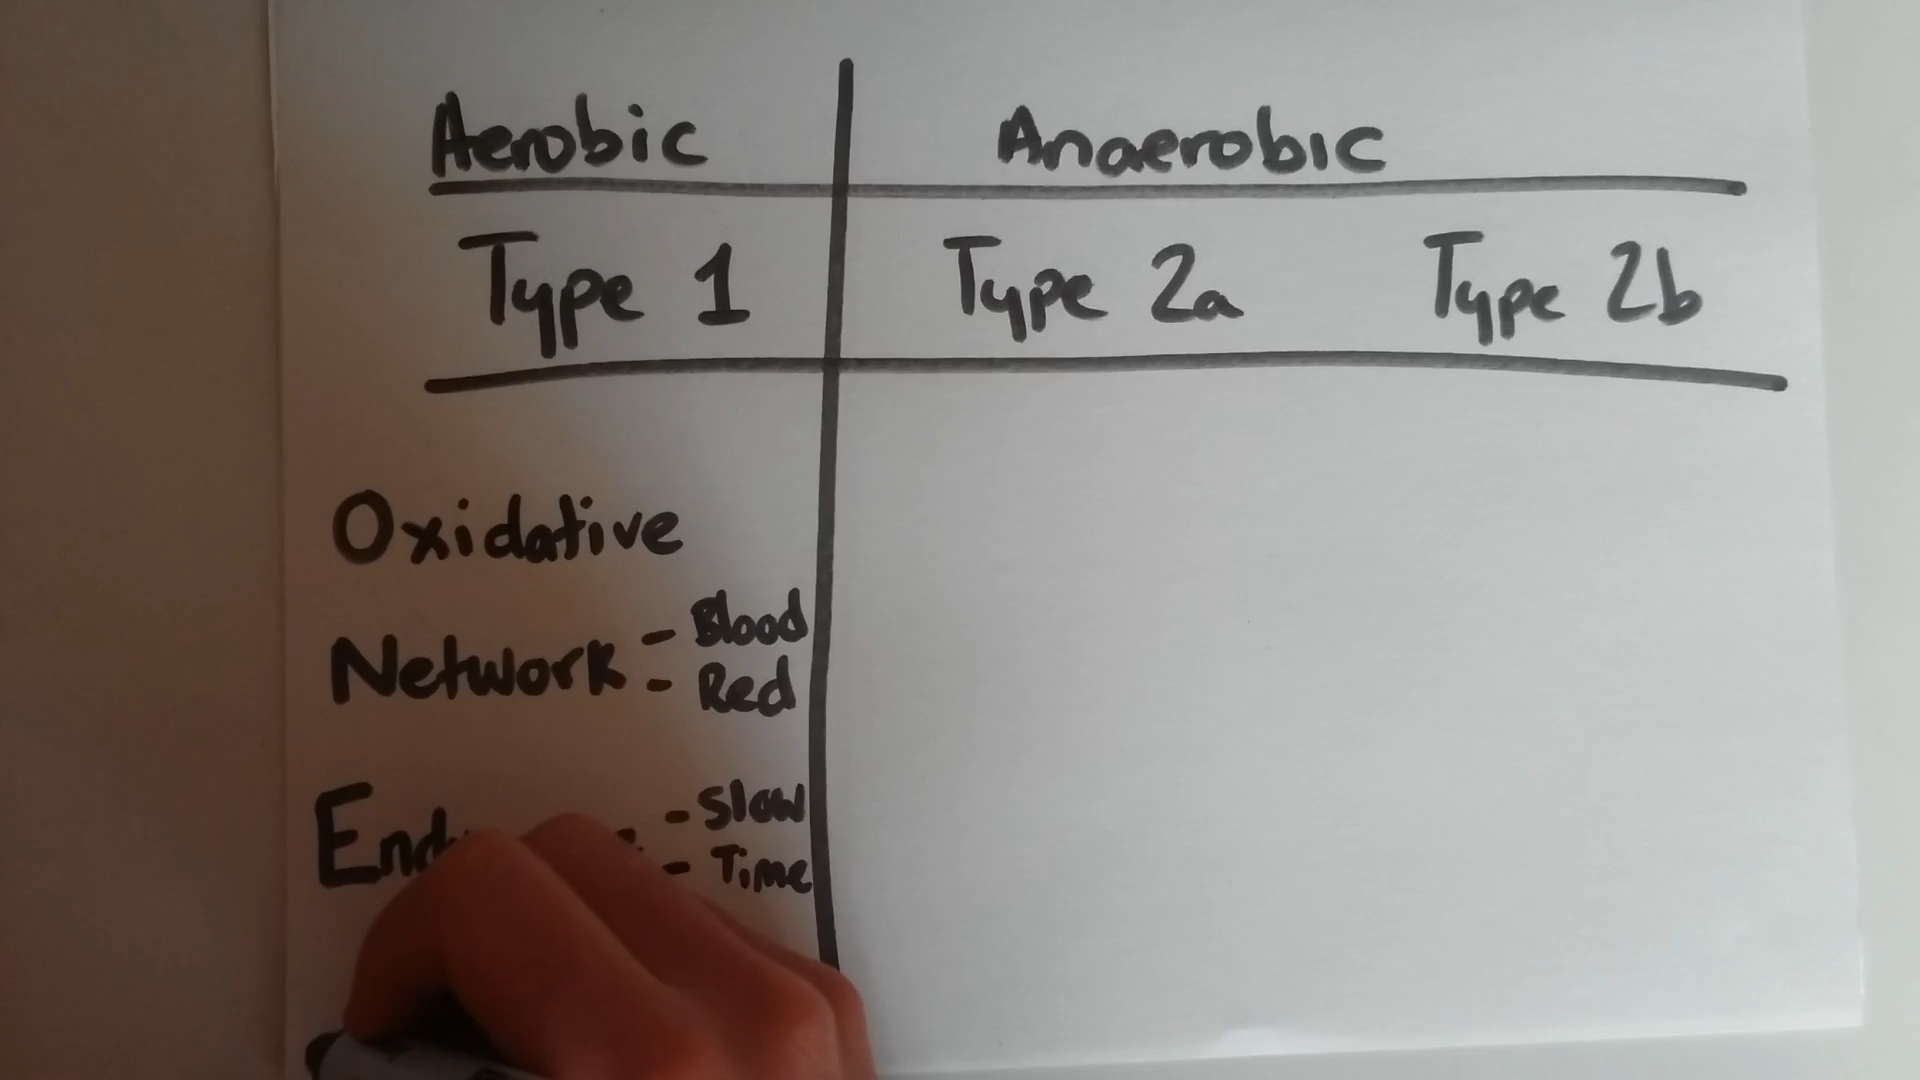 Aerobic Anaerobic
Type 1 Type 2a Type 2b
Oxidative
Network - Blood
- Red
- Slow
- Time